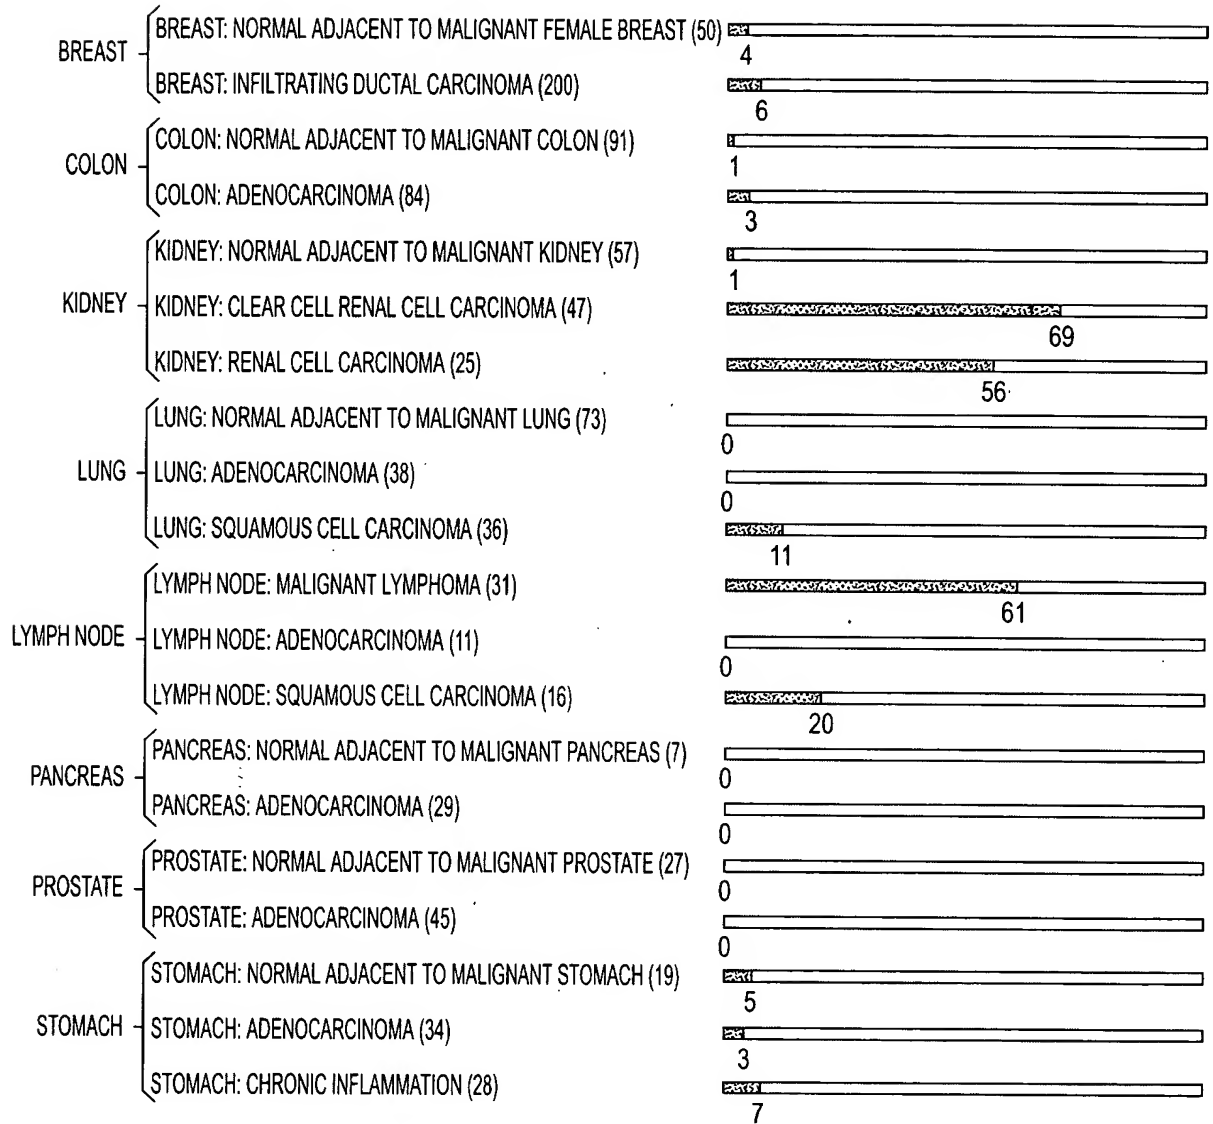 BREAST
BREAST: NORMAL ADJACENT TO MALIGNANT FEMALE BREAST (50)
4
BREAST: INFILTRATING DUCTAL CARCINOMA (200)
6
COLON
COLON: NORMAL ADJACENT TO MALIGNANT COLON (91)
1
COLON: ADENOCARCINOMA (84)
3
KIDNEY
KIDNEY: NORMAL ADJACENT TO MALIGNANT KIDNEY (57)
1
KIDNEY: CLEAR CELL RENAL CELL CARCINOMA (47)
69
KIDNEY: RENAL CELL CARCINOMA (25)
56
LUNG
LUNG: NORMAL ADJACENT TO MALIGNANT LUNG (73)
0
LUNG: ADENOCARCINOMA (38)
0
LUNG: SQUAMOUS CELL CARCINOMA (36)
11
LYMPH NODE
LYMPH NODE: MALIGNANT LYMPHOMA (31)
61
LYMPH NODE: ADENOCARCINOMA (11)
0
LYMPH NODE: SQUAMOUS CELL CARCINOMA (16)
20
PANCREAS
PANCREAS: NORMAL ADJACENT TO MALIGNANT PANCREAS (7)
0
PANCREAS: ADENOCARCINOMA (29)
0
PROSTATE
PROSTATE: NORMAL ADJACENT TO MALIGNANT PROSTATE (27)
0
PROSTATE: ADENOCARCINOMA (45)
0
STOMACH
STOMACH: NORMAL ADJACENT TO MALIGNANT STOMACH (19)
5
STOMACH: ADENOCARCINOMA (34)
3
STOMACH: CHRONIC INFLAMMATION (28)
7